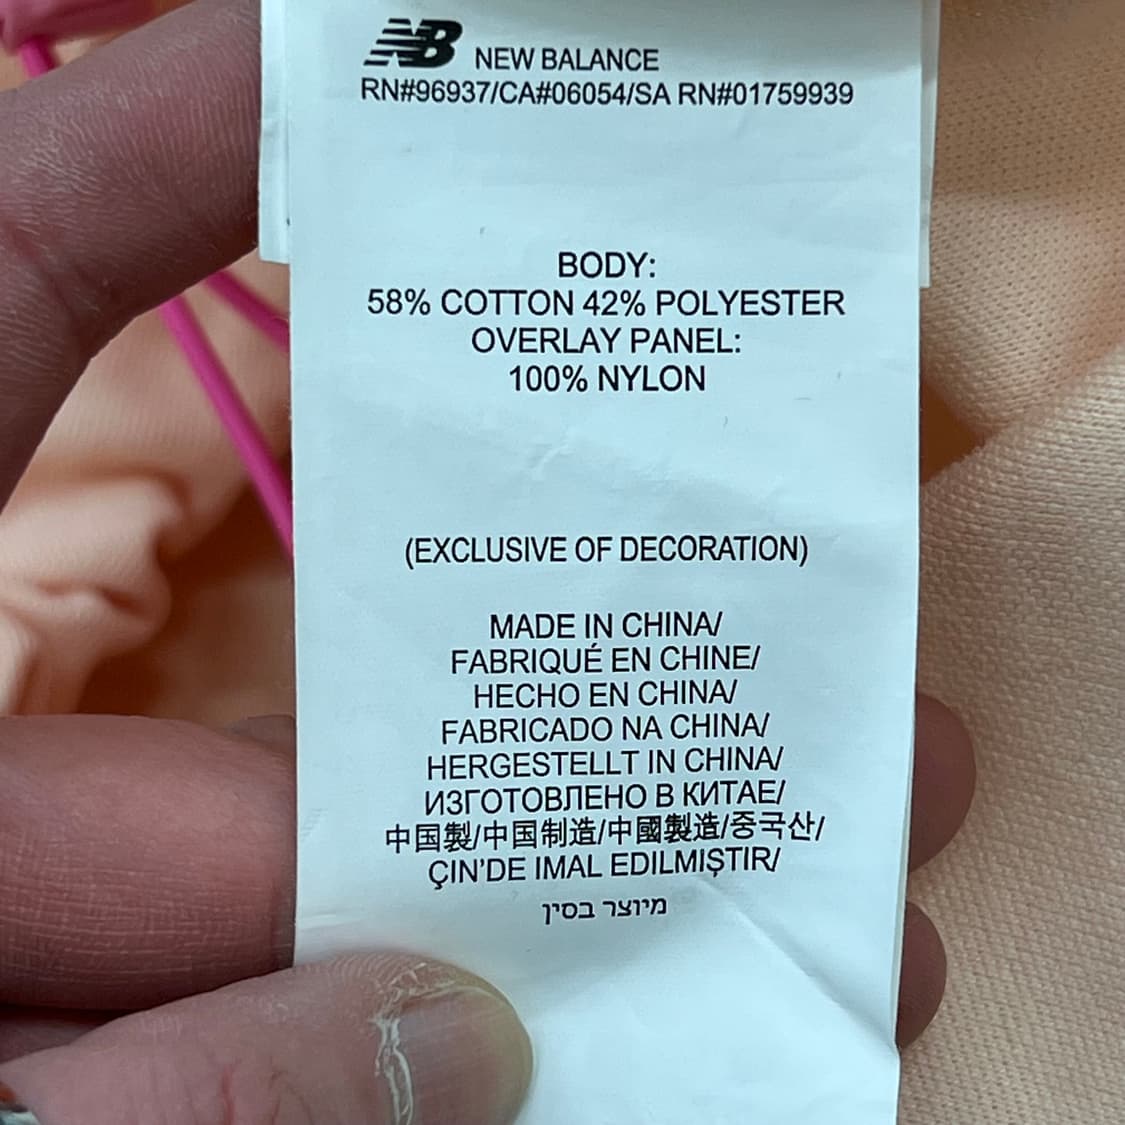 NB NEW BALANCE
RN#96937/CA#06054/SA RN#01759939
BODY:
58% COTTON 42% POLYESTER
OVERLAY PANEL:
100% NYLON
(EXCLUSIVE OF DECORATION)
MADE IN CHINA/
FABRIQUÉ EN CHINE/
HECHO EN CHINA/
FABRICADO NA CHINA/
HERGESTELLT IN CHINA/
ИЗГОТОВЛЕНО В КИТАЕ/
中国製/中国制造/中國製造/중국산/
ÇIN'DE IMAL EDILMIŞTIR/
מיוצר בסין